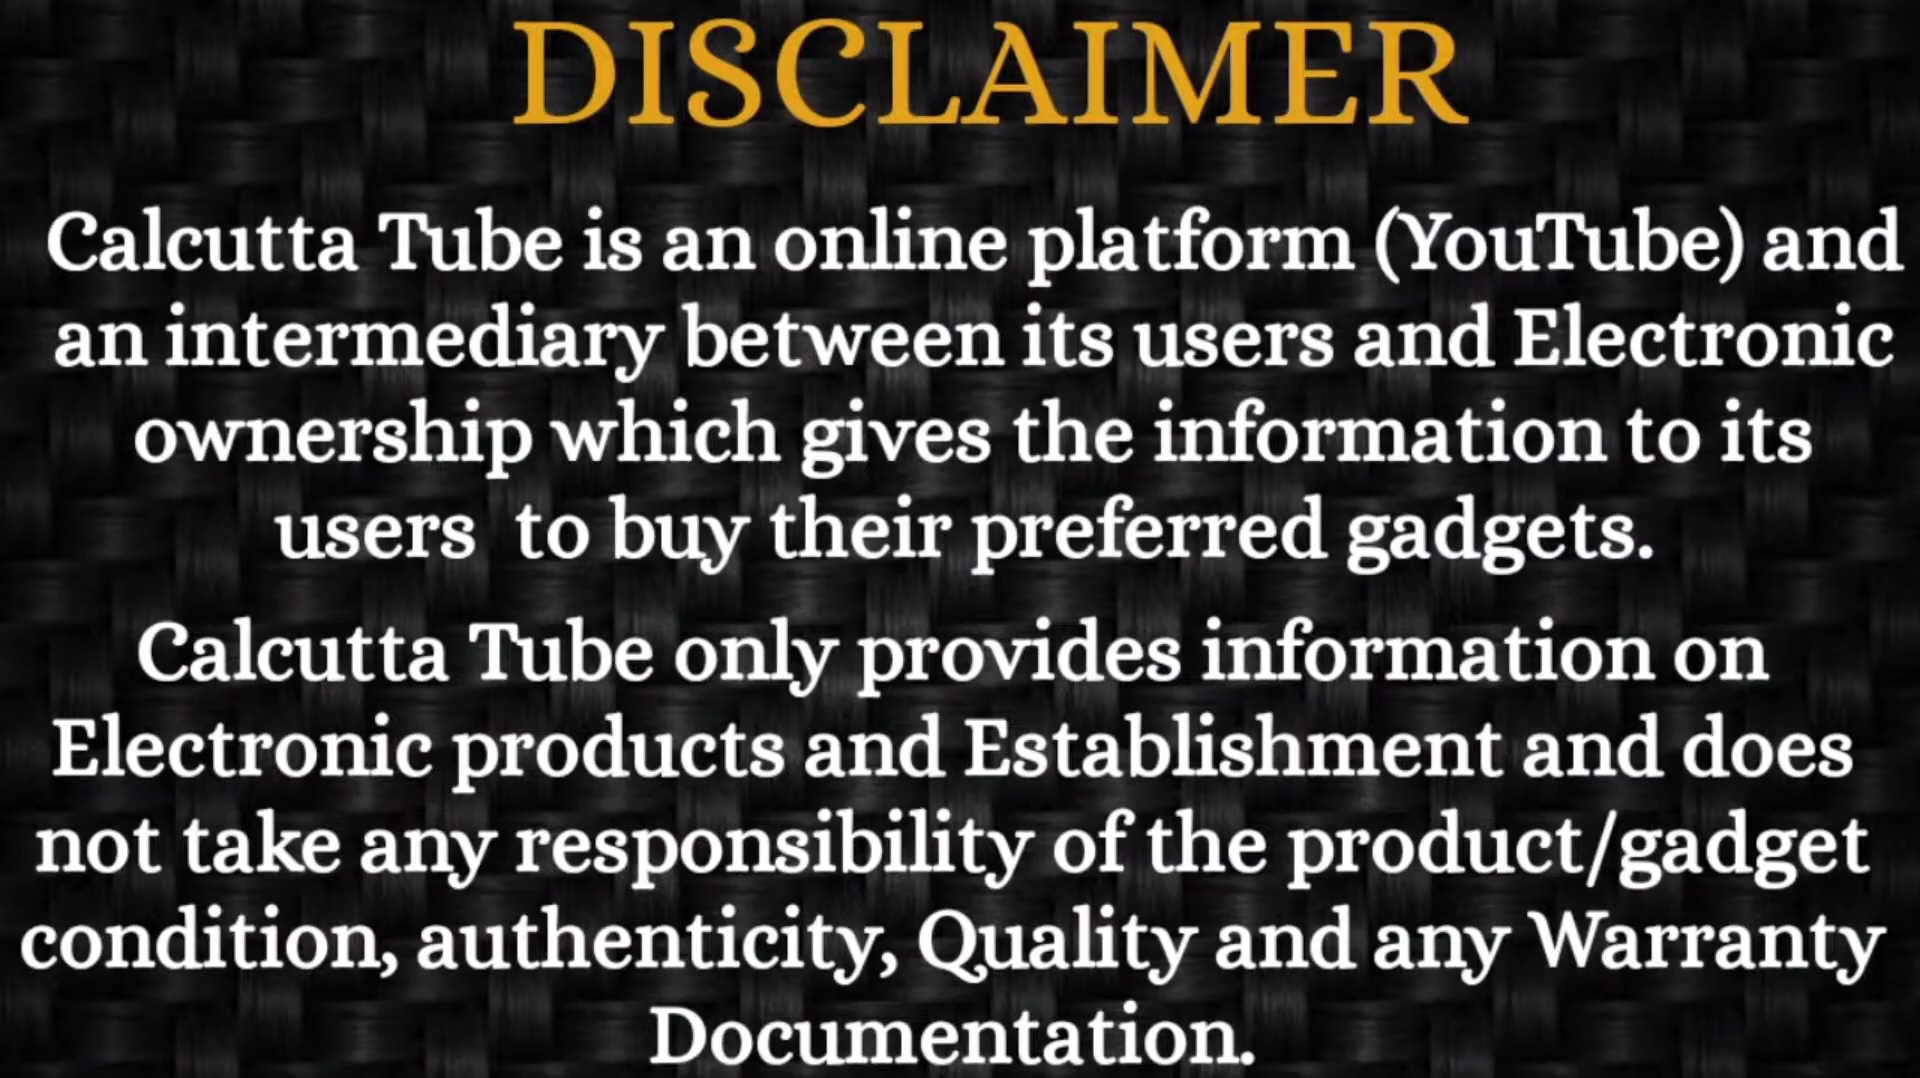 DISCLAIMER
Calcutta Tube is an online platform (YouTube) and
an intermediary between its users and Electronic
ownership which gives the information to its
users to buy their preferred gadgets.
Calcutta Tube only provides information on
Electronic products and Establishment and does
not take any responsibility of the product/gadget
condition, authenticity, Quality and any Warranty
Documentation.